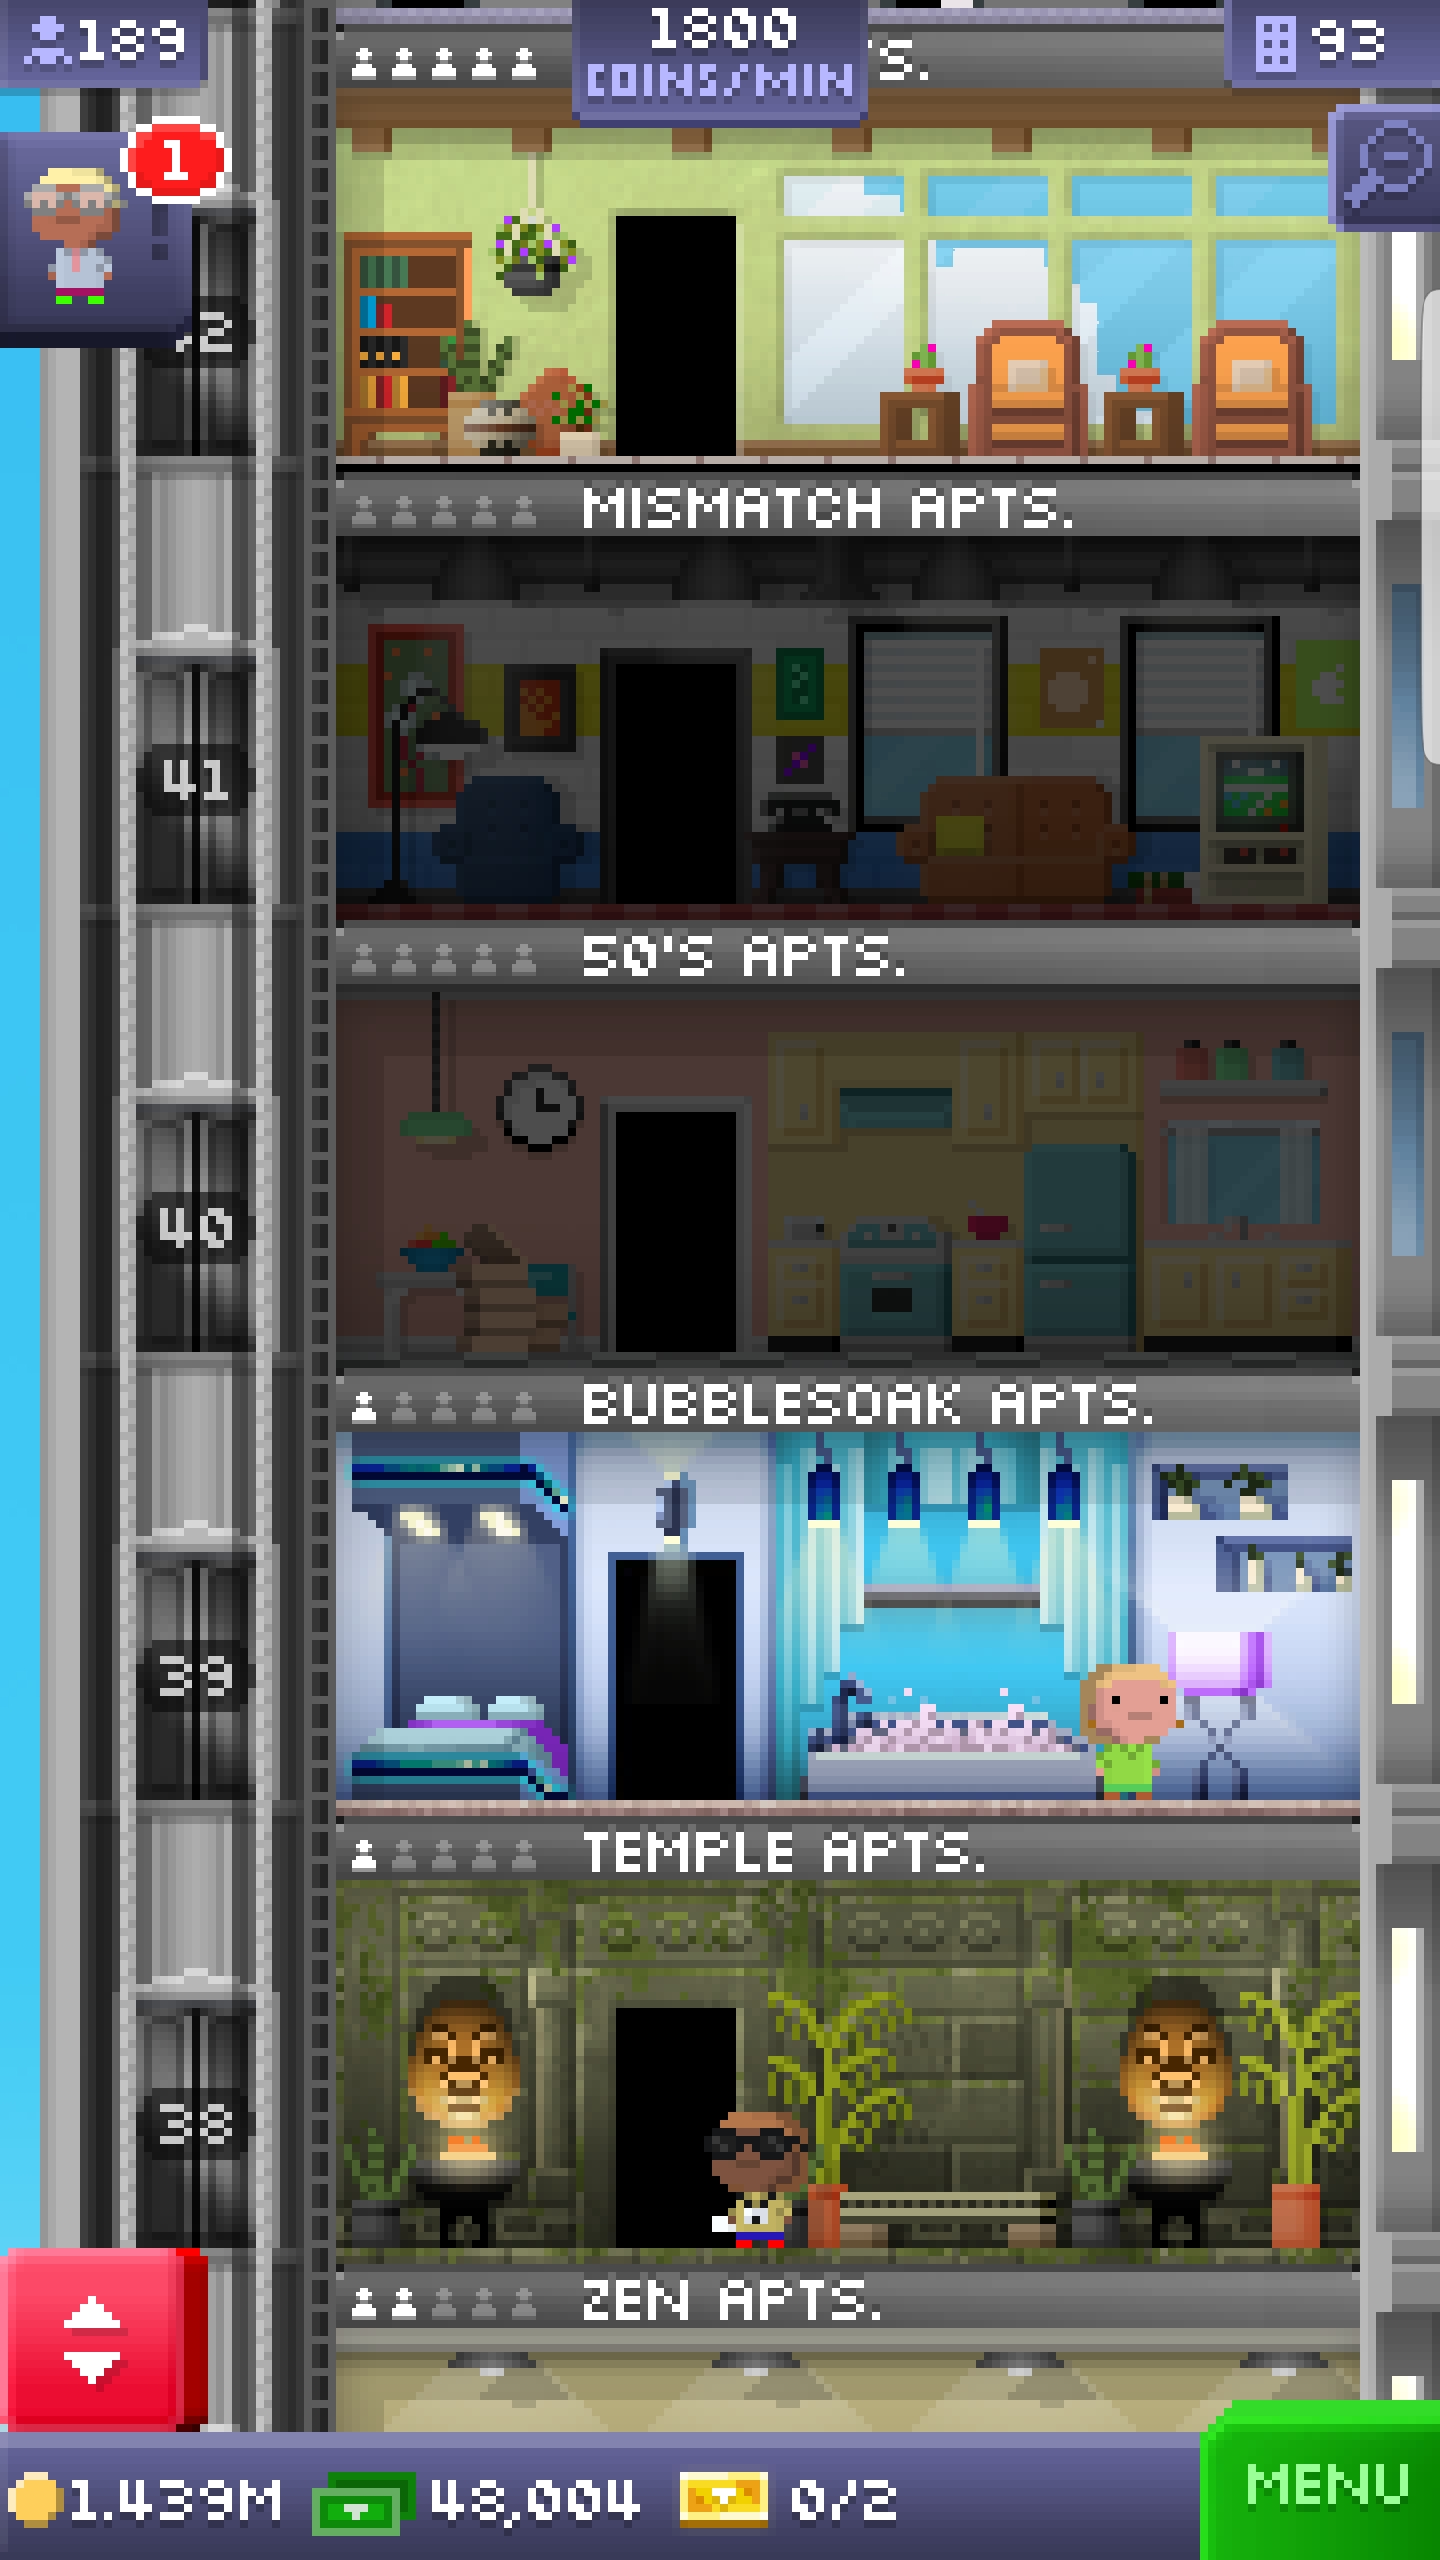 189
1800
COINS/MIN
'S.
93
1
MISMATCH APTS.
41
50'S APTS.
40
BUBBLESOAK APTS.
39
TEMPLE APTS.
38
ZEN APTS.
1.439M
48,004
0/2
MENU